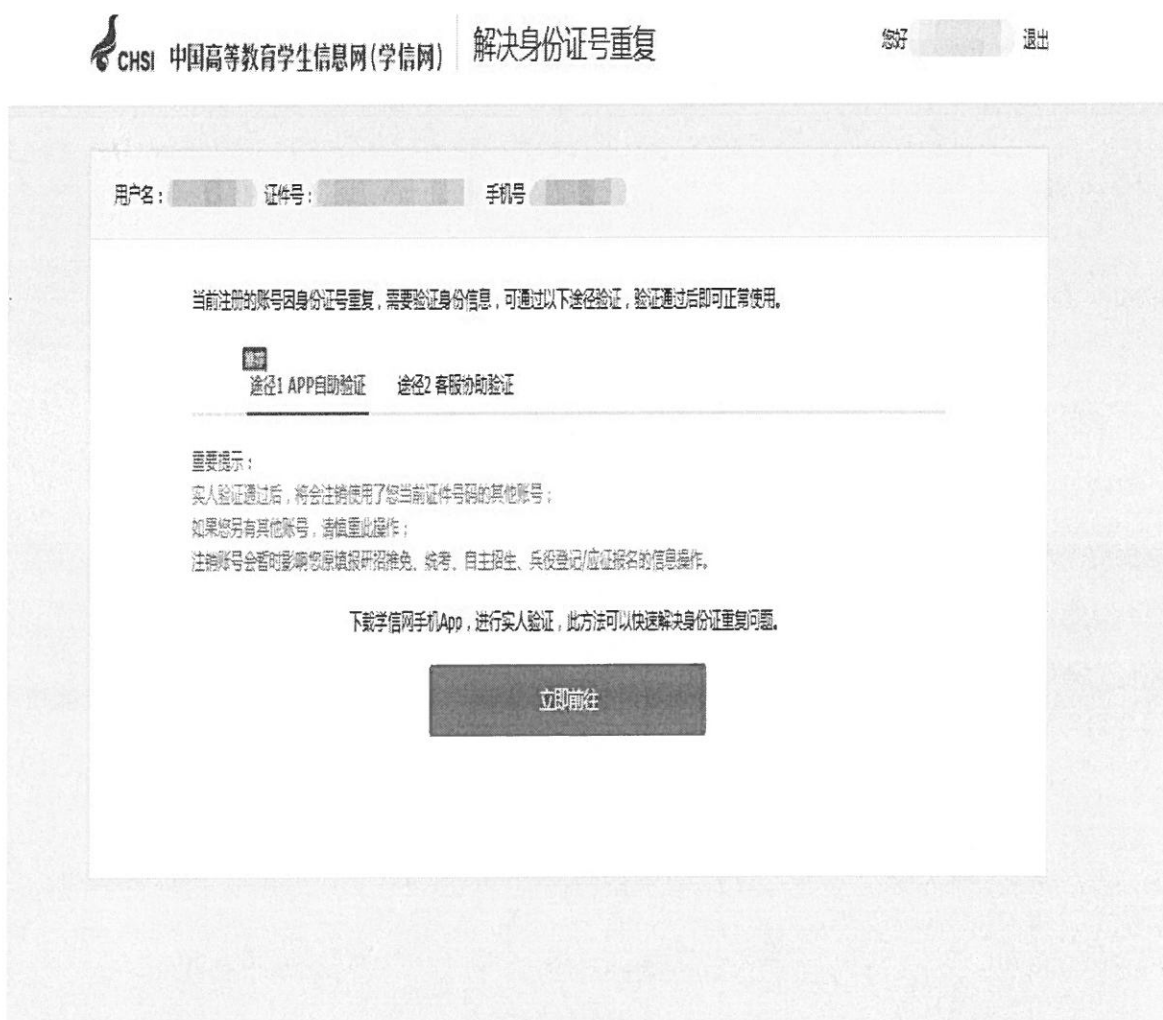 CHSI 中国高等教育学生信息网(学信网) 解决身份证号重复 您好 退出
用户名： 证件号： 手机号
当前注册的账号因身份证号重复，需要验证身份信息，可通过以下途径验证，验证通过后即可正常使用。
推荐
途径1 APP自助验证 途径2 客服协助验证
重要提示：
实人验证通过后，将会注销使用了您当前证件号码的其他账号；
如果您另有其他账号，请慎重此操作；
注销账号会暂时影响您原填报研招推免、统考、自主招生、兵役登记/应征报名的信息操作。
下载学信网手机App，进行实人验证，此方法可以快速解决身份证重复问题。
立即前往